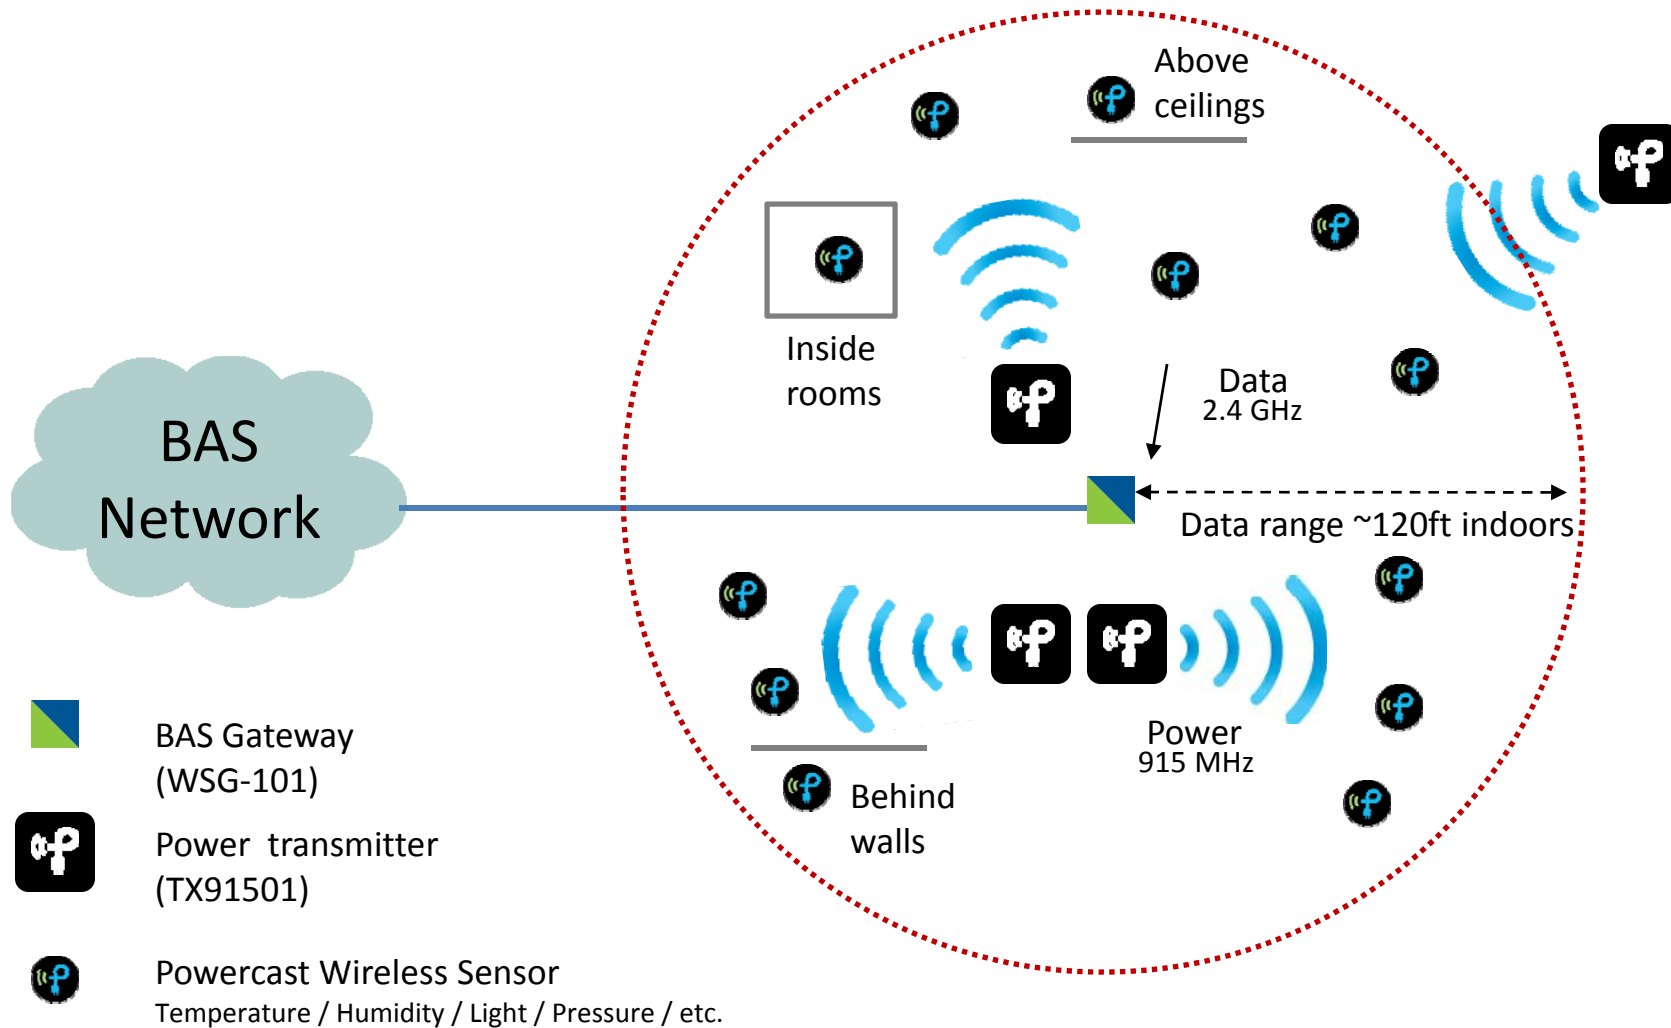 Above
ceilings
Inside
rooms
Data
2.4 GHz
BAS
Network
Data range ~120ft indoors
Power
915 MHz
Behind
walls
BAS Gateway
(WSG-101)
Power transmitter
(TX91501)
Powercast Wireless Sensor
Temperature / Humidity / Light / Pressure / etc.